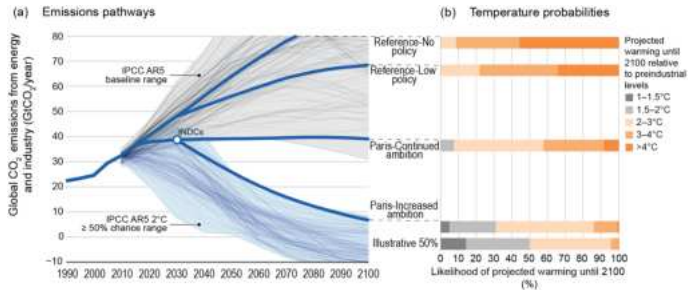 (a) Emissions pathways
Global CO2 emissions from energy
and industry (GtCO2/year)
80
70
60
50
40
30
20
10
0
−10
IPCC AR5
baseline range
INDCs
IPCC AR5 2°C
≥ 50% chance range
1990 2000 2010 2020 2030 2040 2050 2060 2070 2080 2090 2100
(b) Temperature probabilities
Reference-No
policy
Reference-Low
policy
Paris-Continued
ambition
Paris-Increased
ambition
Illustrative 50%
0 10 20 30 40 50 60 70 80 90 100
Likelihood of projected warming until 2100
(%)
Projected
warming until
2100 relative
to preindustrial
levels
1–1.5°C
1.5–2°C
2–3°C
3–4°C
>4°C